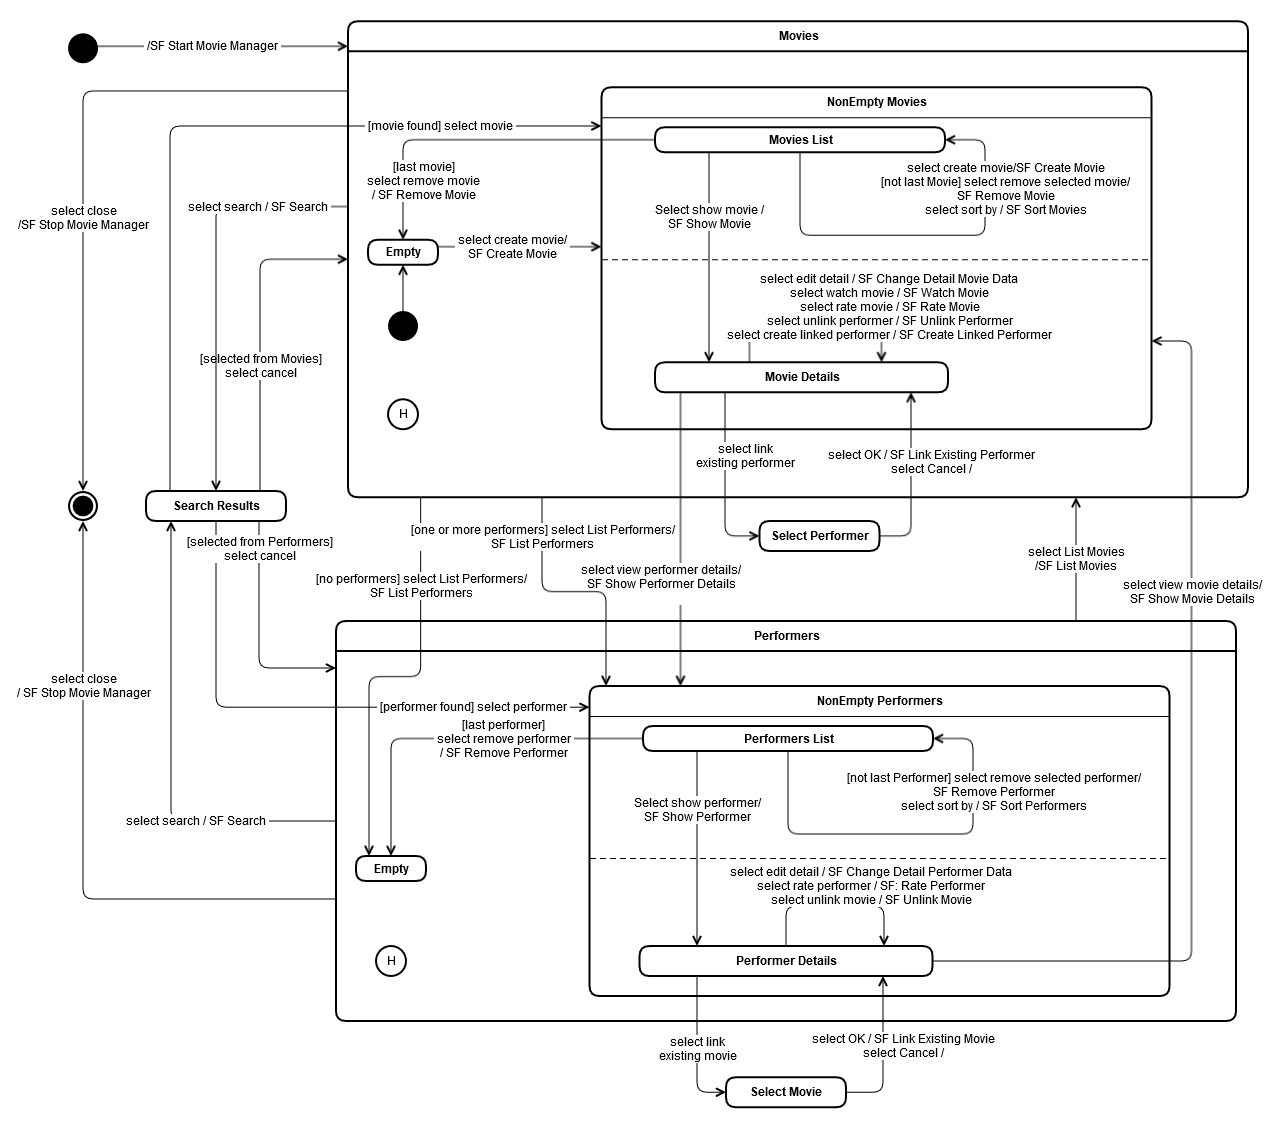 Movies
/SF Start Movie Manager
NonEmpty Movies
[movie found] select movie
Movies List
[last movie]
select remove movie
/ SF Remove Movie
select create movie/SF Create Movie
[not last Movie] select remove selected movie/
SF Remove Movie
select sort by / SF Sort Movies
select close
/SF Stop Movie Manager
select search / SF Search
Select show movie /
SF Show Movie
Empty
select create movie/
SF Create Movie
select edit detail / SF Change Detail Movie Data
select watch movie / SF Watch Movie
select rate movie / SF Rate Movie
select unlink performer / SF Unlink Performer
select create linked performer / SF Create Linked Performer
[selected from Movies]
select cancel
Movie Details
H
select link
existing performer
select OK / SF Link Existing Performer
select Cancel /
Search Results
[selected from Performers]
select cancel
[one or more performers] select List Performers/
SF List Performers
Select Performer
select List Movies
/SF List Movies
[no performers] select List Performers/
SF List Performers
select view performer details/
SF Show Performer Details
select view movie details/
SF Show Movie Details
Performers
select close
/ SF Stop Movie Manager
NonEmpty Performers
[performer found] select performer
[last performer]
select remove performer
/ SF Remove Performer
Performers List
[not last Performer] select remove selected performer/
SF Remove Performer
select sort by / SF Sort Performers
Select show performer/
SF Show Performer
select search / SF Search
Empty
select edit detail / SF Change Detail Performer Data
select rate performer / SF: Rate Performer
select unlink movie / SF Unlink Movie
H
Performer Details
select link
existing movie
select OK / SF Link Existing Movie
select Cancel /
Select Movie